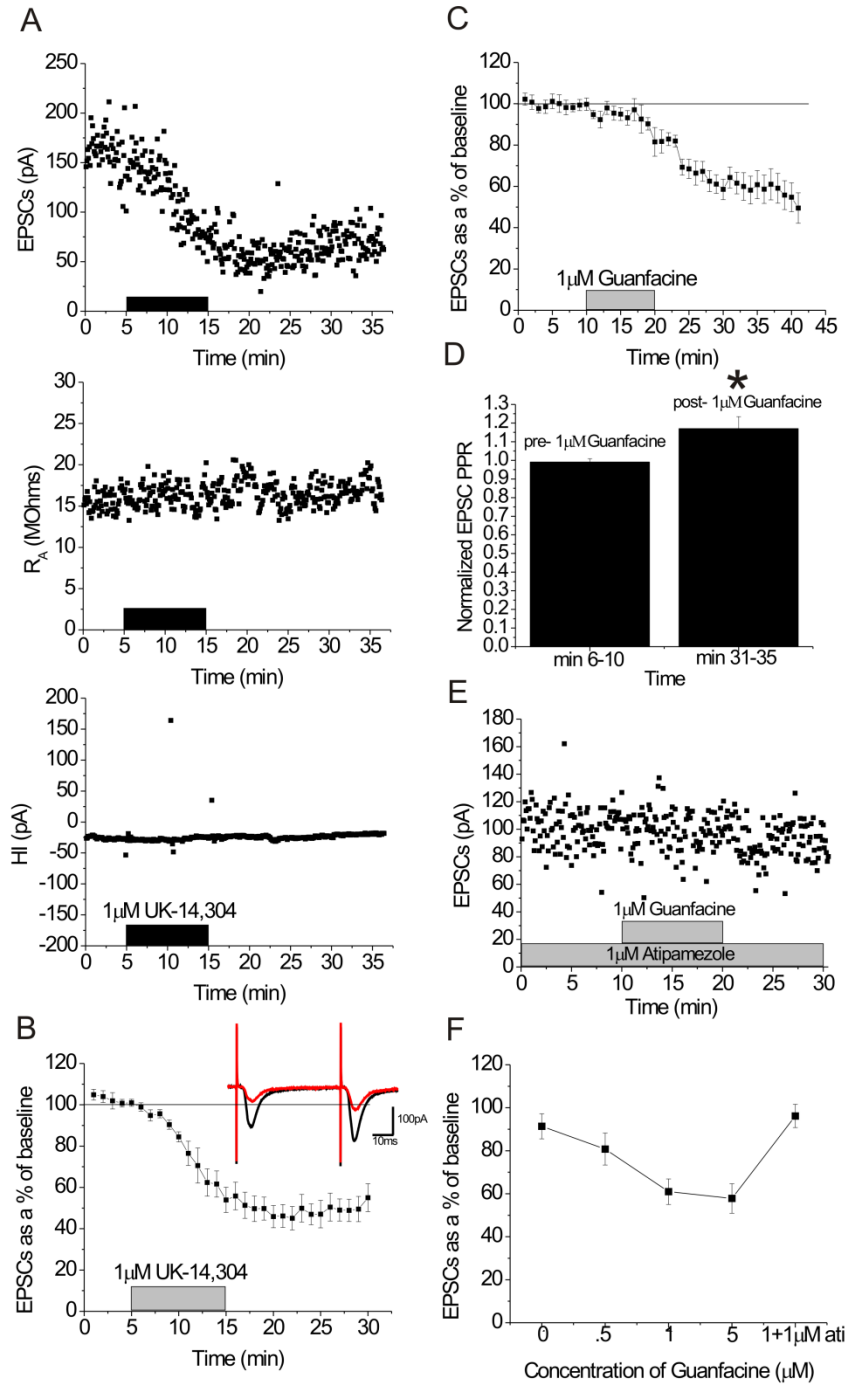 A
250
200
150
100
50
0
EPSCs (pA)
0 5 10 15 20 25 30 35
Time (min)
30
25
20
15
10
5
0
RA (MOhms)
0 5 10 15 20 25 30 35
Time (min)
200
150
100
50
0
-50
-100
-150
-200
HI (pA)
1μM UK-14,304
0 5 10 15 20 25 30 35
Time (min)
B
120
100
80
60
40
20
0
EPSCs as a % of baseline
100pA
10ms
1μM UK-14,304
0 5 10 15 20 25 30
Time (min)
C
120
100
80
60
40
20
0
EPSCs as a % of baseline
1μM Guanfacine
0 5 10 15 20 25 30 35 40 45
Time (min)
D
1.3
1.2
1.1
1.0
0.9
0.8
0.7
0.6
0.5
0.4
0.3
0.2
0.1
0.0
Normalized EPSC PPR
*
post- 1μM Guanfacine
pre- 1μM Guanfacine
min 6-10 min 31-35
Time
E
180
160
140
120
100
80
60
40
20
0
EPSCs (pA)
1μM Guanfacine
1μM Atipamezole
0 5 10 15 20 25 30
Time (min)
F
120
100
80
60
40
20
0
EPSCs as a % of baseline
0 .5 1 5 1+1μM ati
Concentration of Guanfacine (μM)